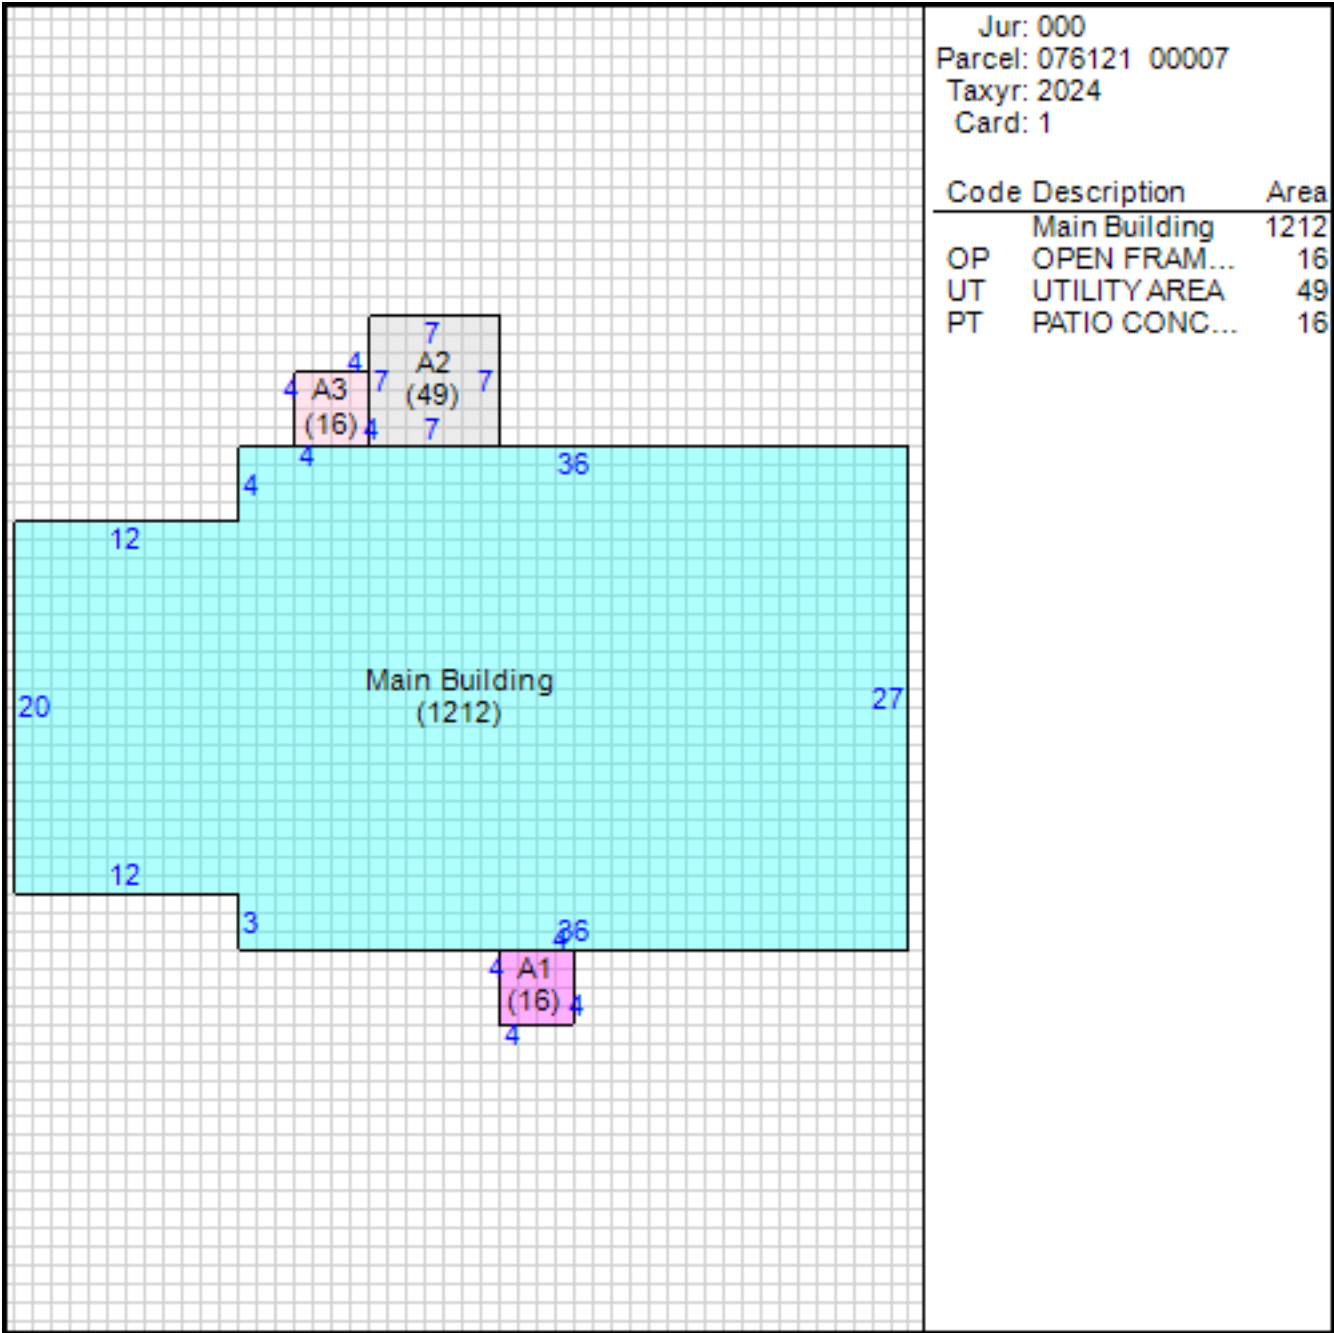 Jur: 000
Parcel: 076121 00007
Taxyr: 2024
Card: 1
Code Description Area
Main Building 1212
OP OPEN FRAM... 16
UT UTILITY AREA 49
PT PATIO CONC... 16
7
4
A2
4
A3
7
7
(49)
(16)
4
7
4
36
4
12
Main Building
(1212)
20
27
12
3
36
4
4
A1
(16)
4
4